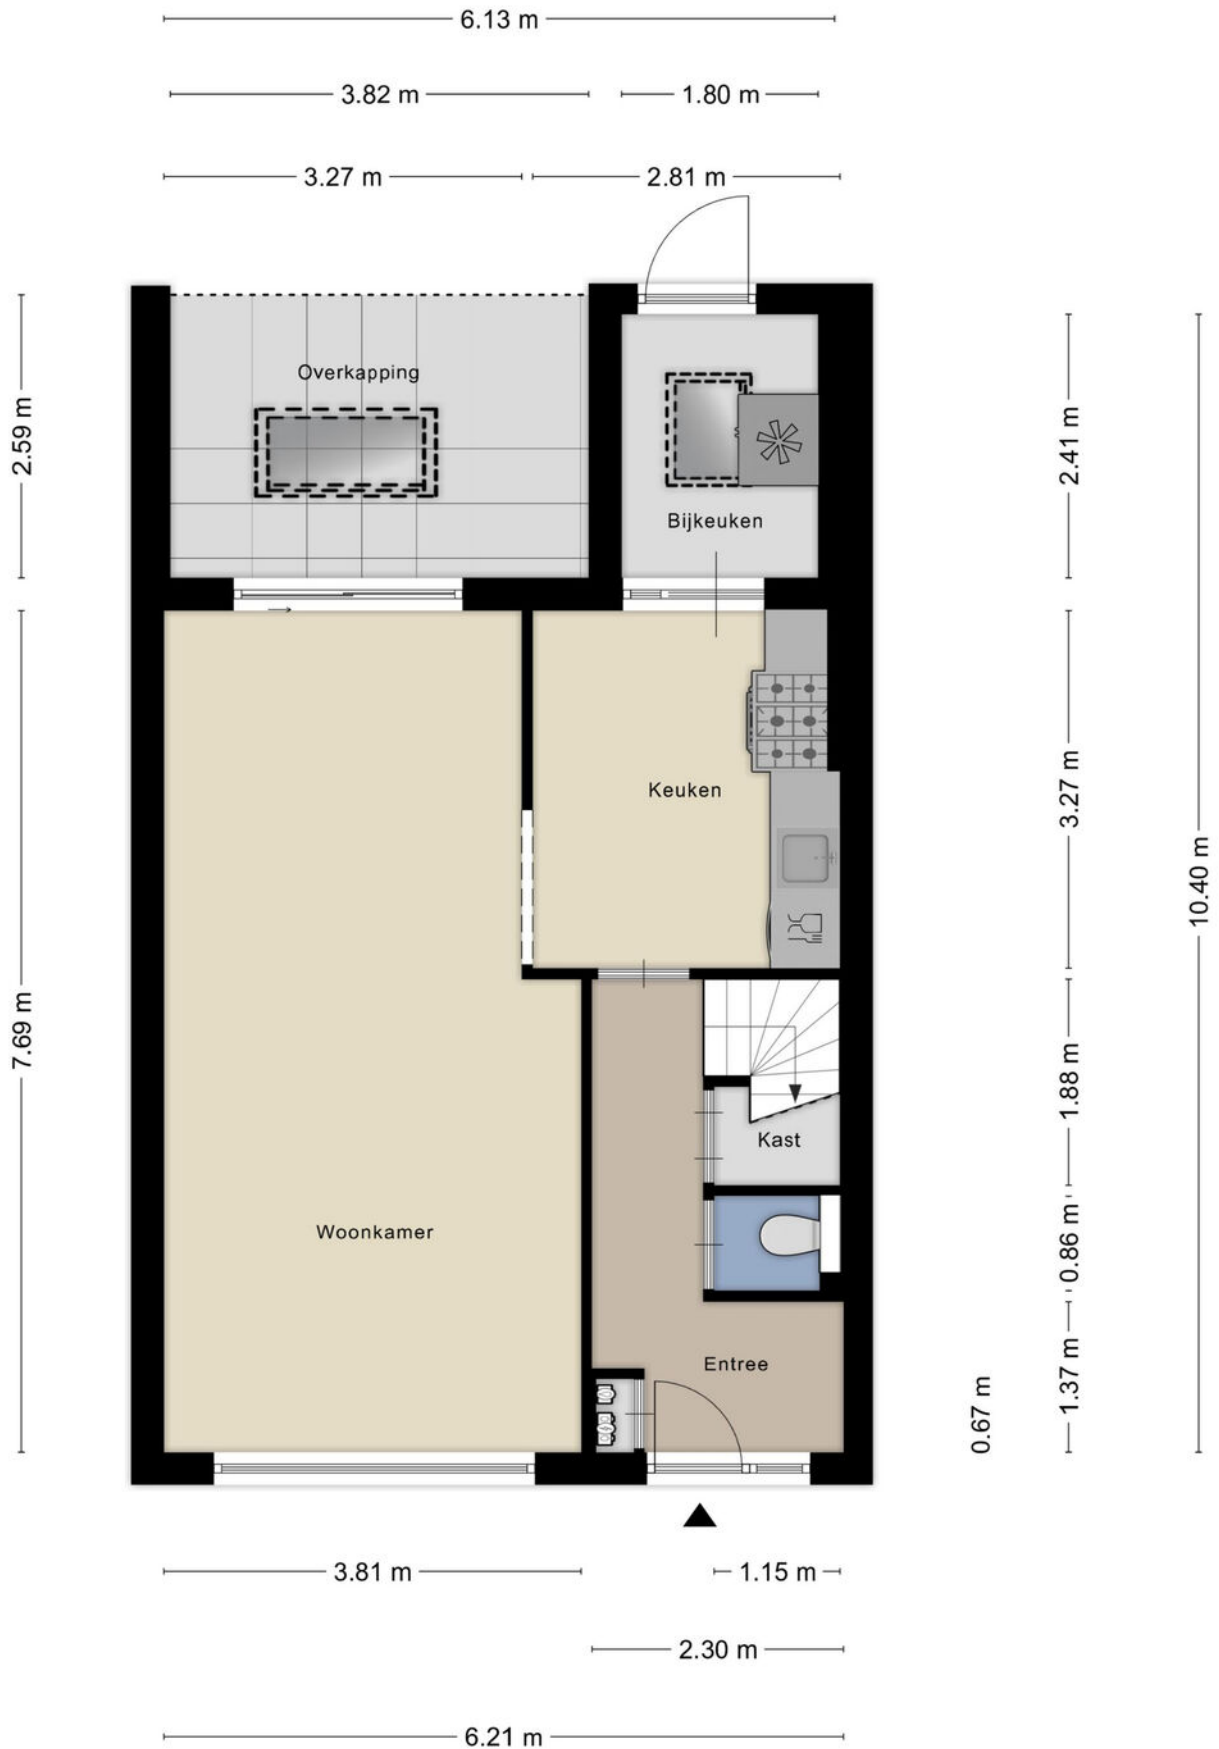 6.13 m
3.82 m
1.80 m
3.27 m
2.81 m
Overkapping
2.59 m
2.41 m
Bijkeuken
Keuken
3.27 m
10.40 m
7.69 m
1.88 m
Kast
Woonkamer
0.86 m
Entree
1.37 m
0.67 m
3.81 m
1.15 m
2.30 m
6.21 m